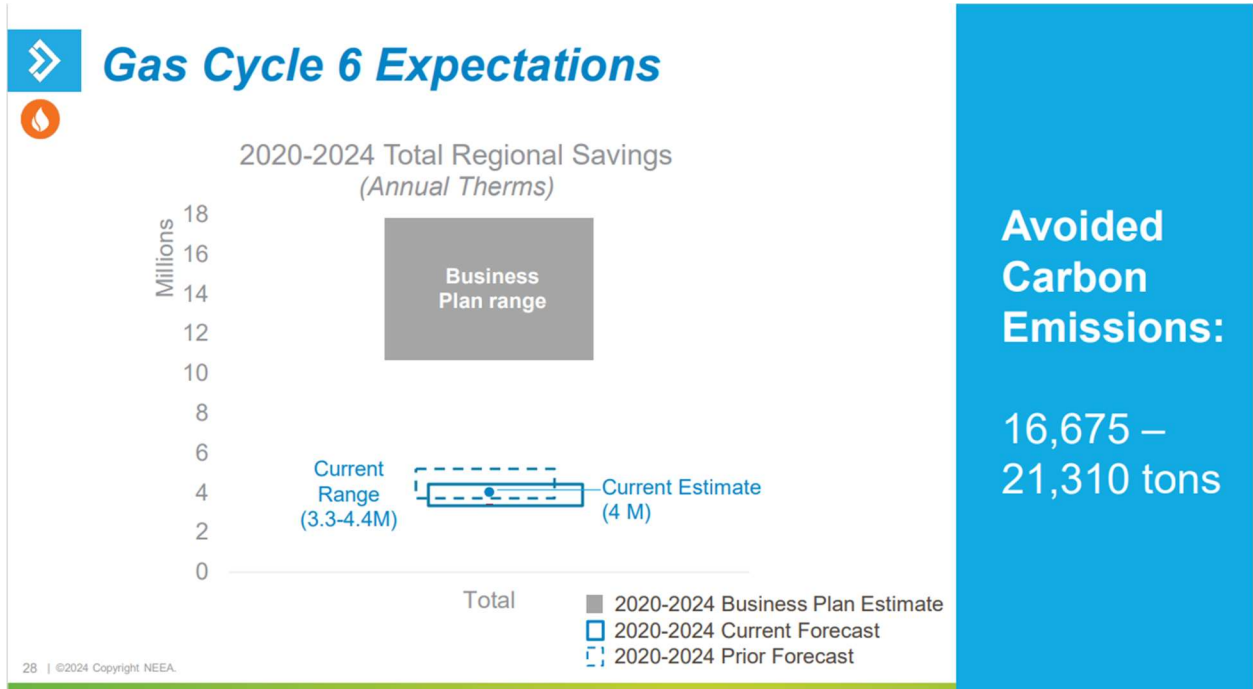 Gas Cycle 6 Expectations
2020-2024 Total Regional Savings
(Annual Therms)
Millions
18
16
14
12
10
8
6
4
2
0
Business
Plan range
Current
Range
(3.3-4.4M)
Current Estimate
(4 M)
Total
2020-2024 Business Plan Estimate
2020-2024 Current Forecast
2020-2024 Prior Forecast
28 | ©2024 Copyright NEEA.
Avoided
Carbon
Emissions:
16,675 –
21,310 tons